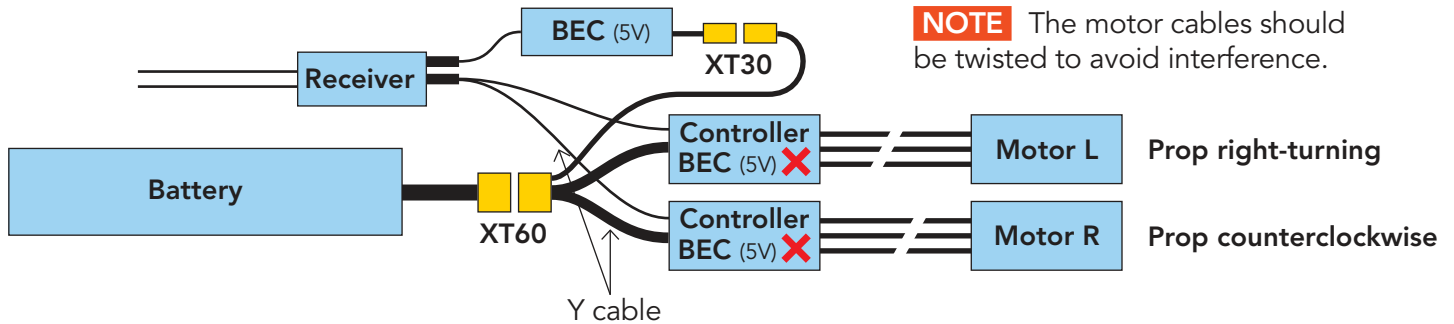 BEC (5V)
NOTE The motor cables should
be twisted to avoid interference.
XT30
Receiver
Controller
BEC (5V)
Motor L
Prop right-turning
Battery
XT60
Controller
BEC (5V)
Motor R
Prop counterclockwise
Y cable